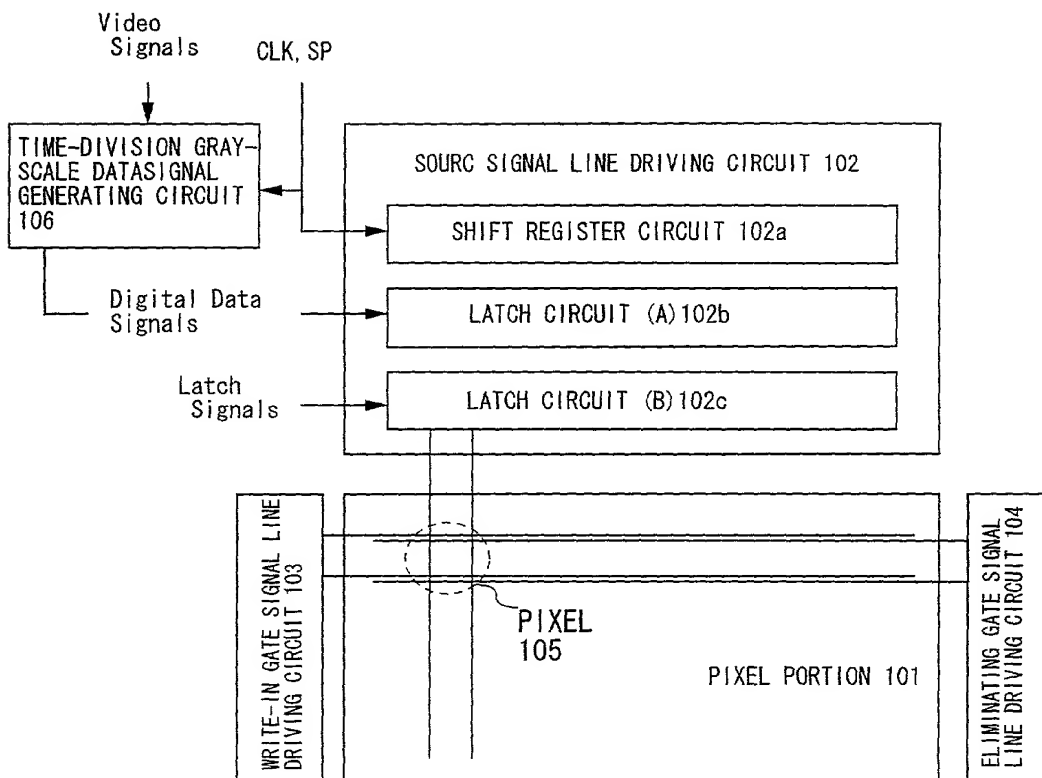 Video
Signals
CLK, SP
TIME-DIVISION GRAY-
SCALE DATASIGNAL
GENERATING CIRCUIT
106
SOURC SIGNAL LINE DRIVING CIRCUIT 102
SHIFT REGISTER CIRCUIT 102a
Digital Data
Signals
LATCH CIRCUIT (A)102b
Latch
Signals
LATCH CIRCUIT (B)102c
WRITE-IN GATE SIGNAL LINE
DRIVING CIRCUIT 103
PIXEL
105
PIXEL PORTION 101
ELIMINATING GATE SIGNAL
LINE DRIVING CIRCUIT 104